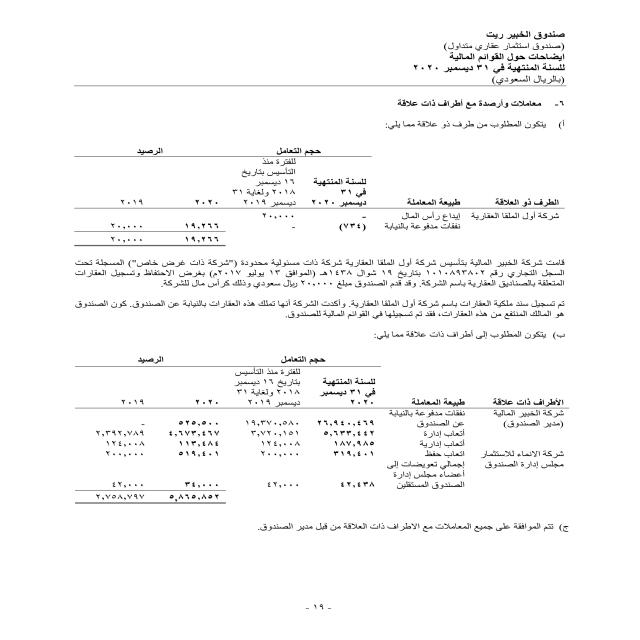 صندوق الخبير ريت
(صندوق استثمار عقاري متداول)
إيضاحات حول القوائم المالية
للسنة المنتهية في ٣١ ديسمبر ٢٠٢٠
(بالريال السعودي)
٦- معاملات وأرصدة مع أطراف ذات علاقة
أ) يتكون المطلوب من طرف ذو علاقة مما يلي:
حجم التعامل الرصيد
الطرف ذو العلاقة طبيعة المعاملة للسنة المنتهية في ٣١ ديسمبر ٢٠٢٠ للفترة منذ التأسيس بتاريخ ١٦ ديسمبر ٢٠١٨ ولغاية ٣١ ديسمبر ٢٠١٩ ٢٠٢٠ ٢٠١٩
شركة أول الملقا العقارية إيداع رأس المال - ٢٠,٠٠٠
نفقات مدفوعة بالنيابة (٧٣٤) - ١٩,٢٦٦ ٢٠,٠٠٠
١٩,٢٦٦ ٢٠,٠٠٠
قامت شركة الخبير المالية بتأسيس شركة أول الملقا العقارية شركة ذات مسئولية محدودة ("شركة ذات غرض خاص") المسجلة تحت
السجل التجاري رقم ١٠١٠٨٩٣٨٠٢ بتاريخ ١٩ شوال ١٤٣٨هـ (الموافق ١٣ يوليو ٢٠١٧م) بغرض الاحتفاظ وتسجيل العقارات
المتعلقة بالصناديق العقارية باسم الشركة. وقد قدم الصندوق مبلغ ٢٠,٠٠٠ ريال سعودي وذلك كرأس مال للشركة.
تم تسجيل سند ملكية العقارات باسم شركة أول الملقا العقارية. وأكدت الشركة أنها تملك هذه العقارات بالنيابة عن الصندوق. كون الصندوق
هو المالك المنتفع من هذه العقارات، فقد تم تسجيلها في القوائم المالية للصندوق.
ب) يتكون المطلوب إلى أطراف ذات علاقة مما يلي:
حجم التعامل الرصيد
الأطراف ذات علاقة طبيعة المعاملة للسنة المنتهية في ٣١ ديسمبر ٢٠٢٠ للفترة منذ التأسيس بتاريخ ١٦ ديسمبر ٢٠١٨ ولغاية ٣١ ديسمبر ٢٠١٩ ٢٠٢٠ ٢٠١٩
شركة الخبير المالية نفقات مدفوعة بالنيابة
(مدير الصندوق) عن الصندوق ٢٦,٩٤٠,٤٦٩ ١٩,٣٧٠,٥٨٠ ٥٢٥,٥٠٠ -
أتعاب إدارة ٥,٦٣٣,٤٤٢ ٣,٧٢٠,١٥١ ٤,٦٧٣,٤٦٧ ٢,٣٩٢,٧٨٩
أتعاب إدارية ١٨٧,٩٨٥ ١٢٤,٠٠٨ ١١٣,٤٨٤ ١٢٤,٠٠٨
شركة الانماء للاستثمار اتعاب حفظ ٣١٩,٤٠١ ٢٠٠,٠٠٠ ٥١٩,٤٠١ ٢٠٠,٠٠٠
مجلس إدارة الصندوق إجمالي تعويضات إلى
أعضاء مجلس إدارة
الصندوق المستقلين ٤٢,٤٣٨ ٤٢,٠٠٠ ٣٤,٠٠٠ ٤٢,٠٠٠
٥,٨٦٥,٨٥٢ ٢,٧٥٨,٧٩٧
ج) تتم الموافقة على جميع المعاملات مع الاطراف ذات العلاقة من قبل مدير الصندوق.
- ١٩ -